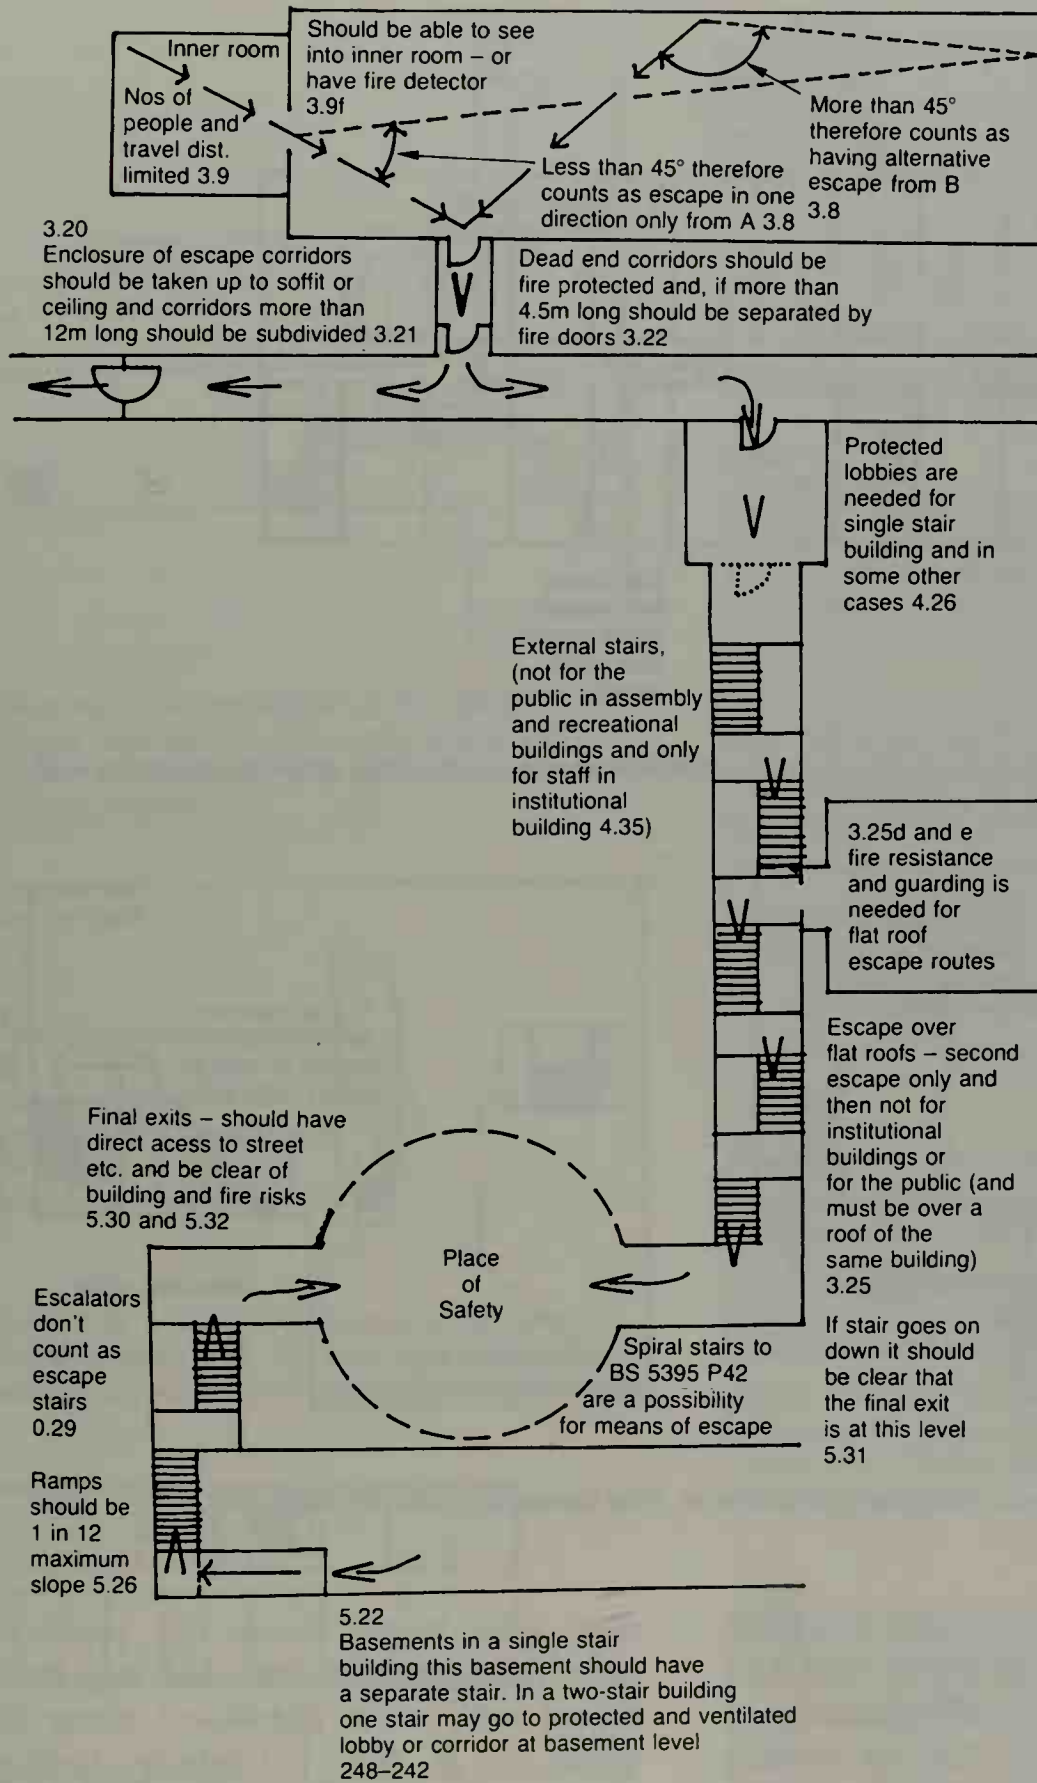 Inner room
Nos of
people and
travel dist.
limited 3.9
Should be able to see
into inner room – or
have fire detector
3.9f
More than 45°
therefore counts as
having alternative
escape from B
3.8
Less than 45° therefore
counts as escape in one
direction only from A 3.8
3.20
Enclosure of escape corridors
should be taken up to soffit or
ceiling and corridors more than
12m long should be subdivided 3.21
Dead end corridors should be
fire protected and, if more than
4.5m long should be separated by
fire doors 3.22
Protected
lobbies are
needed for
single stair
building and in
some other
cases 4.26
External stairs,
(not for the
public in assembly
and recreational
buildings and only
for staff in
institutional
building 4.35)
3.25d and e
fire resistance
and guarding is
needed for
flat roof
escape routes
Escape over
flat roofs – second
escape only and
then not for
institutional
buildings or
for the public (and
must be over a
roof of the
same building)
3.25
Final exits – should have
direct acess to street
etc. and be clear of
building and fire risks
5.30 and 5.32
Place
of
Safety
Escalators
don't
count as
escape
stairs
0.29
Spiral stairs to
BS 5395 P42
are a possibility
for means of escape
If stair goes on
down it should
be clear that
the final exit
is at this level
5.31
Ramps
should be
1 in 12
maximum
slope 5.26
5.22
Basements in a single stair
building this basement should have
a separate stair. In a two-stair building
one stair may go to protected and ventilated
lobby or corridor at basement level
248–242